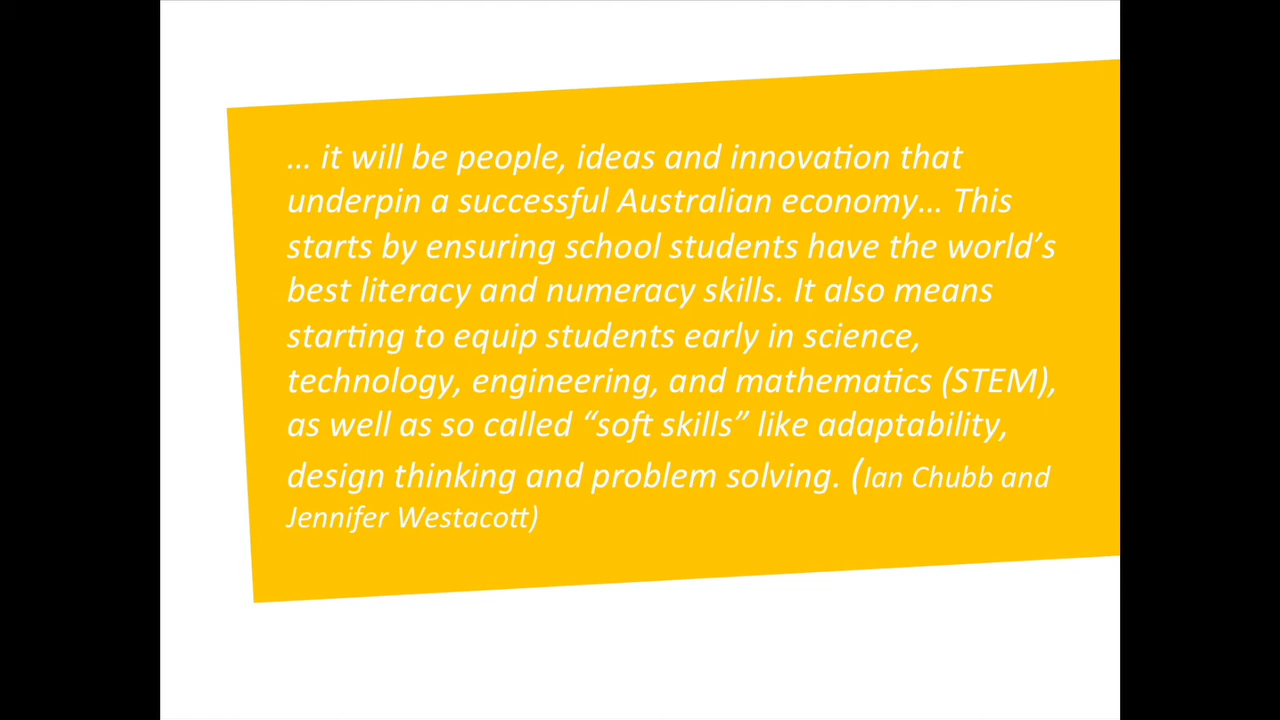 … it will be people, ideas and innovation that
underpin a successful Australian economy… This
starts by ensuring school students have the world’s
best literacy and numeracy skills. It also means
starting to equip students early in science,
technology, engineering, and mathematics (STEM),
as well as so called “soft skills” like adaptability,
design thinking and problem solving. (Ian Chubb and
Jennifer Westacott)